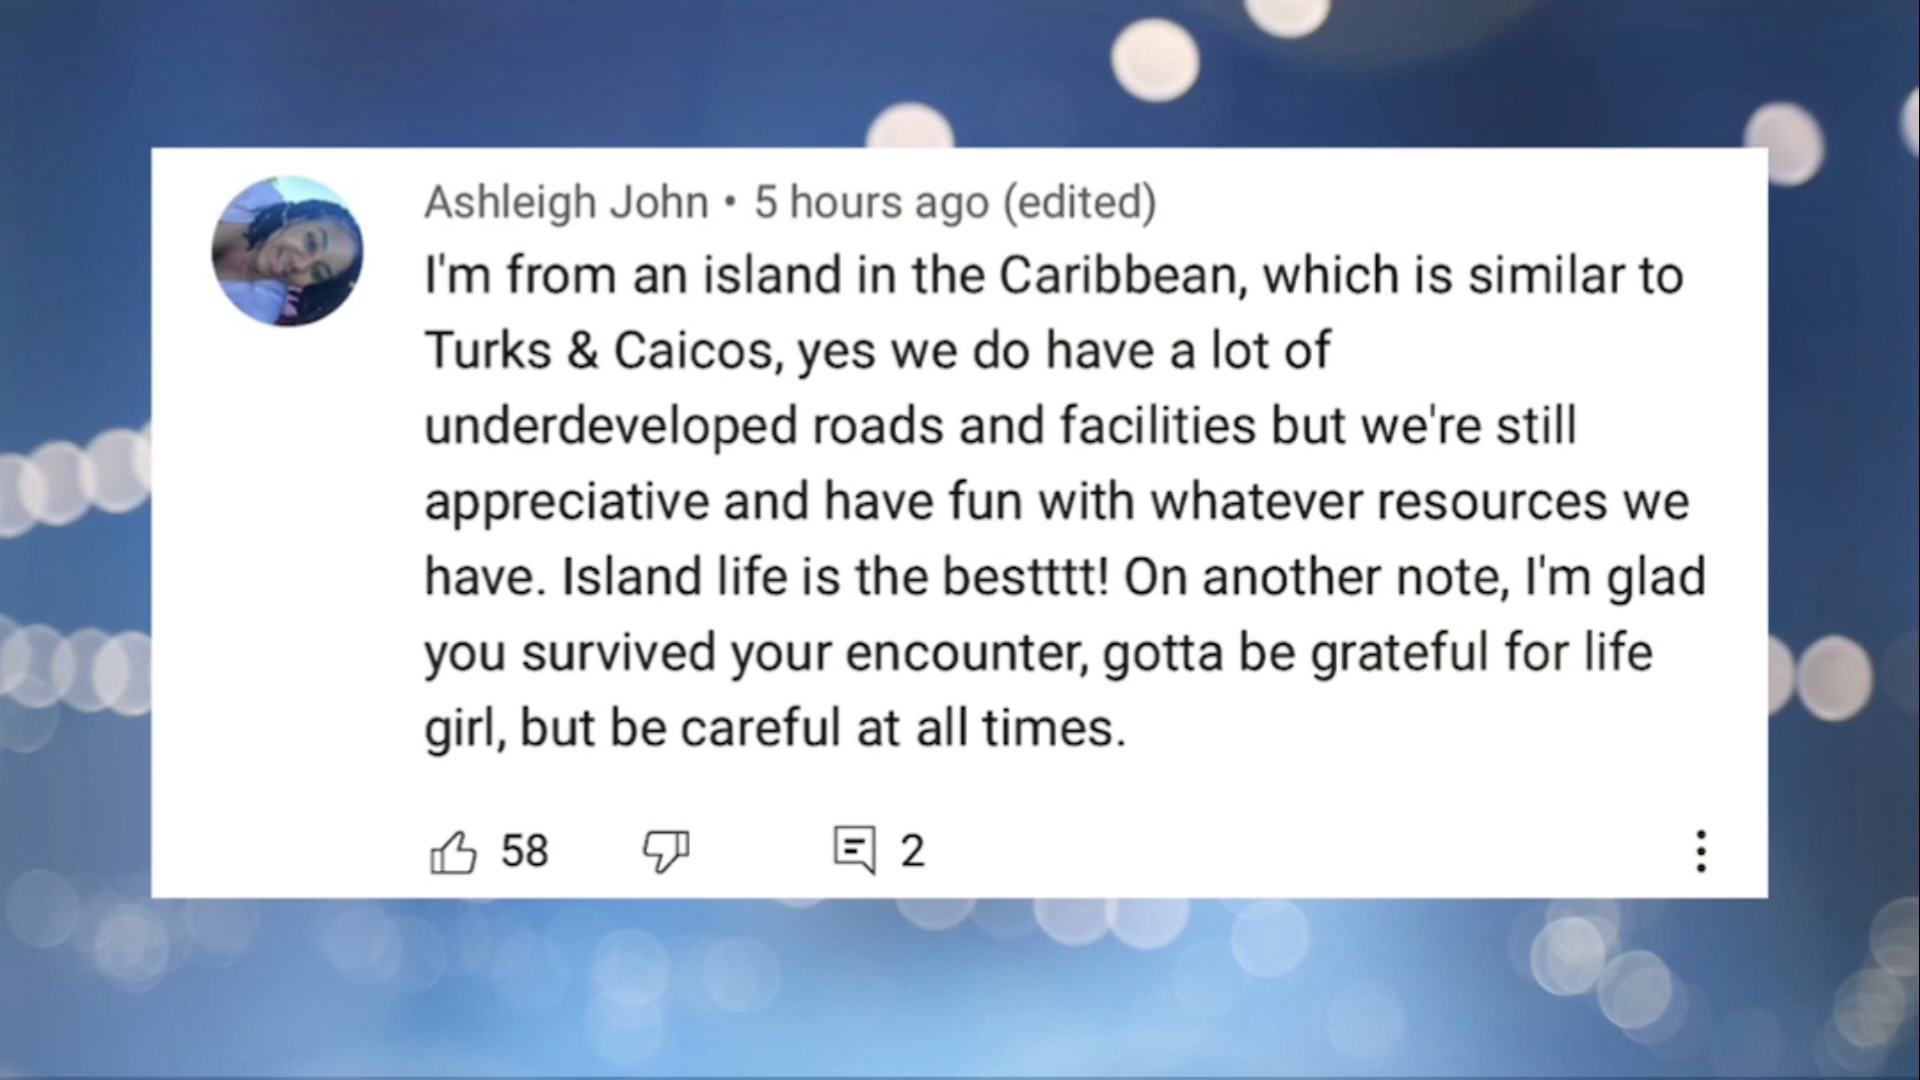 Ashleigh John • 5 hours ago (edited)
I'm from an island in the Caribbean, which is similar to
Turks & Caicos, yes we do have a lot of
underdeveloped roads and facilities but we're still
appreciative and have fun with whatever resources we
have. Island life is the bestttt! On another note, I'm glad
you survived your encounter, gotta be grateful for life
girl, but be careful at all times.
58 2